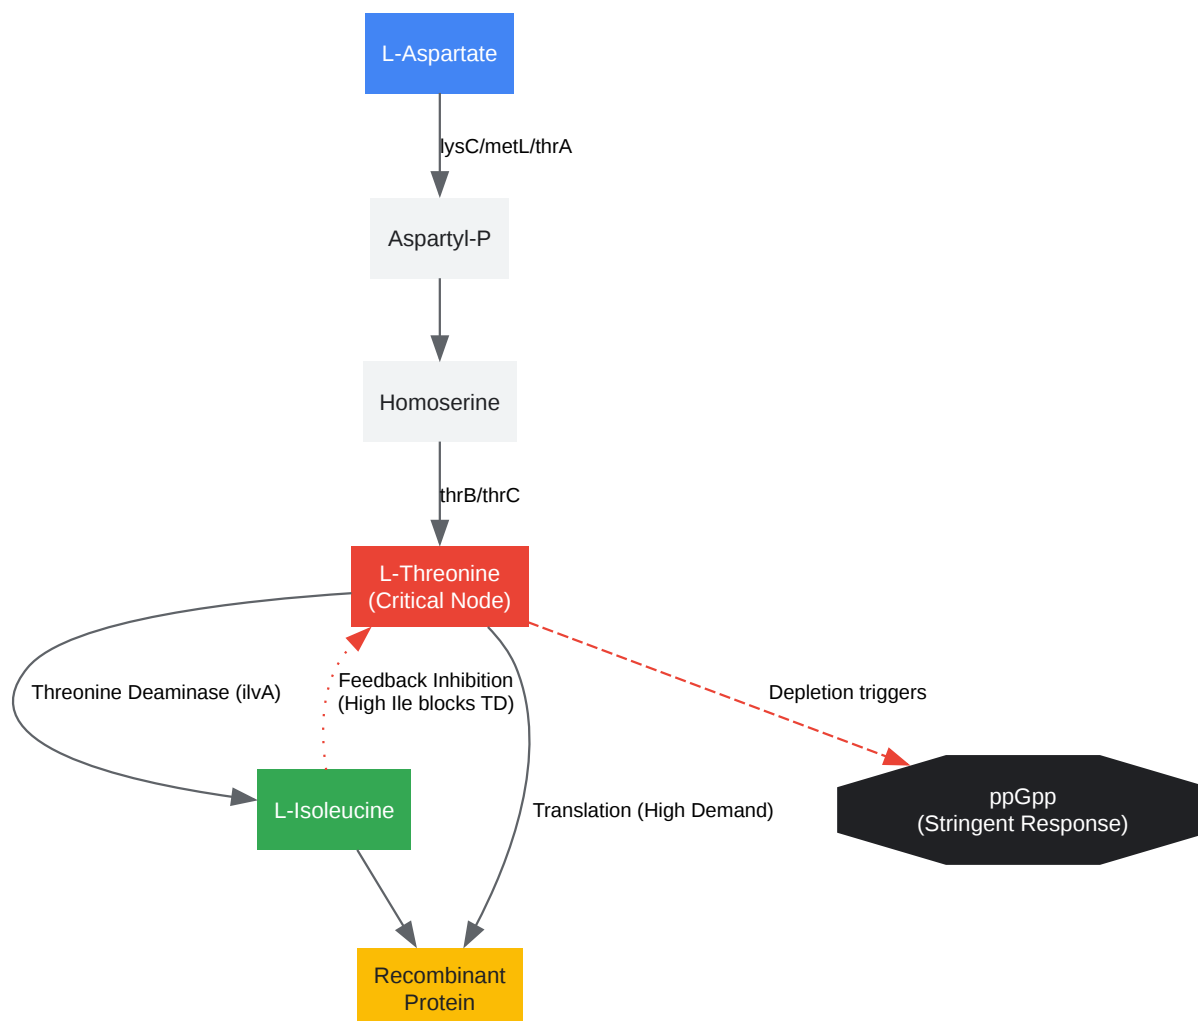 L-Aspartate
lysC/metL/thrA
Aspartyl-P
Homoserine
thrB/thrC
L-Threonine
(Critical Node)
Threonine Deaminase (ilvA)
Feedback Inhibition
(High Ile blocks TD)
Depletion triggers
L-Isoleucine
Translation (High Demand)
ppGpp
(Stringent Response)
Recombinant
Protein